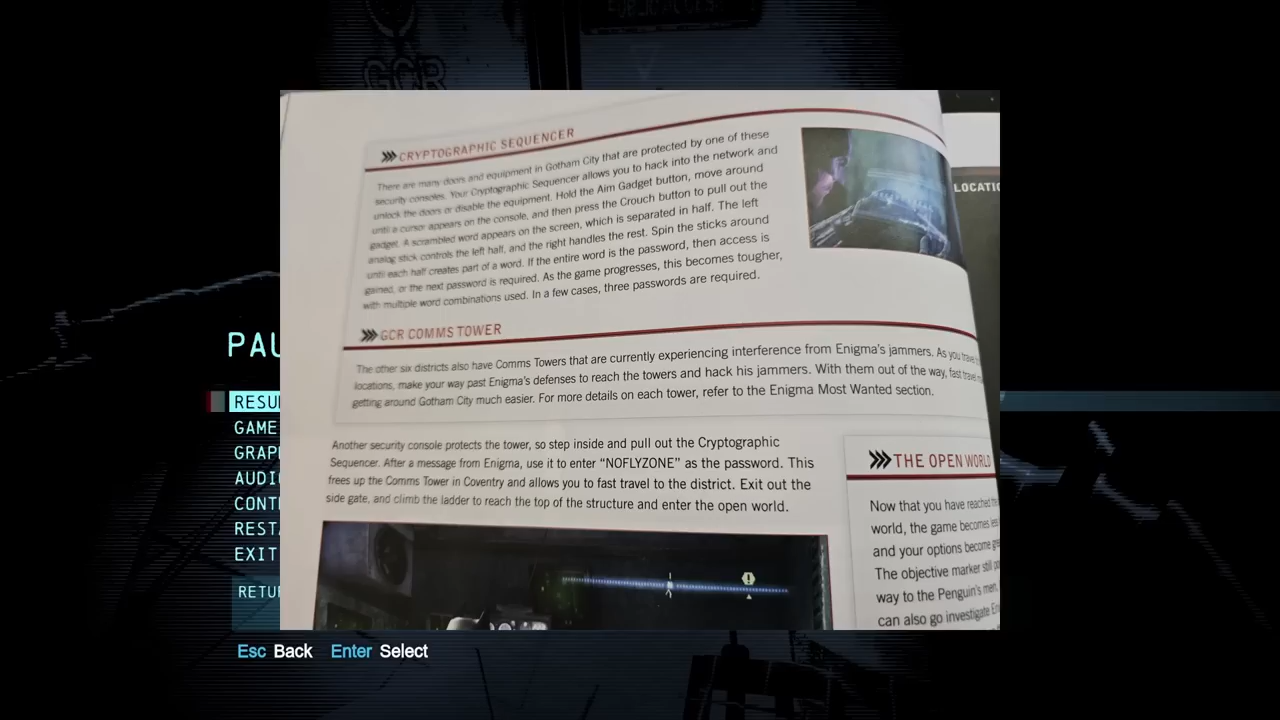 GCR
CRYPTOGRAPHIC SEQUENCER
There are many doors and equipment in Gotham City that are protected by one of these
security consoles. Your Cryptographic Sequencer allows you to hack into the network and
unlock the doors or disable the equipment. Hold the Aim Gadget button, move around
until a cursor appears on the console, and then press the Crouch button to pull out the
gadget. A scrambled word appears on the screen, which is separated in half. The left
analog stick controls the left half, and the right handles the rest. Spin the sticks around
until each half creates part of a word. If the entire word is the password, then access is
gained, or the next password is required. As the game progresses, this becomes tougher,
with multiple word combinations used. In a few cases, three passwords are required.
LOCATIO
GCR COMMS TOWER
The other six districts also have Comms Towers that are currently experiencing interference from Enigma's jammers. As you
locations, make your way past Enigma's defenses to reach the towers and hack his jammers. With them out of the way, fast travel
getting around Gotham City much easier. For more details on each tower, refer to the Enigma Most Wanted section.
Another security console protects the tower, so step inside and pull out the Cryptographic
Sequencer. After a message from Enigma, use it to enter “NOFLYZONE” as the password. This
frees up the Comms Tower in Coventry and allows you to fast travel to the district. Exit out the
side gate, and climb the ladder to reach the top of the structure and enter the open world.
THE OPEN WORLD
Now that you have reached the
world, the game becomes
and your options become
The objective marker still
way to the Penguin's men.
can also go investigate
PAU
RESU
GAME
GRAP
AUDI
CONT
REST
EXIT
RETU
Esc Back Enter Select